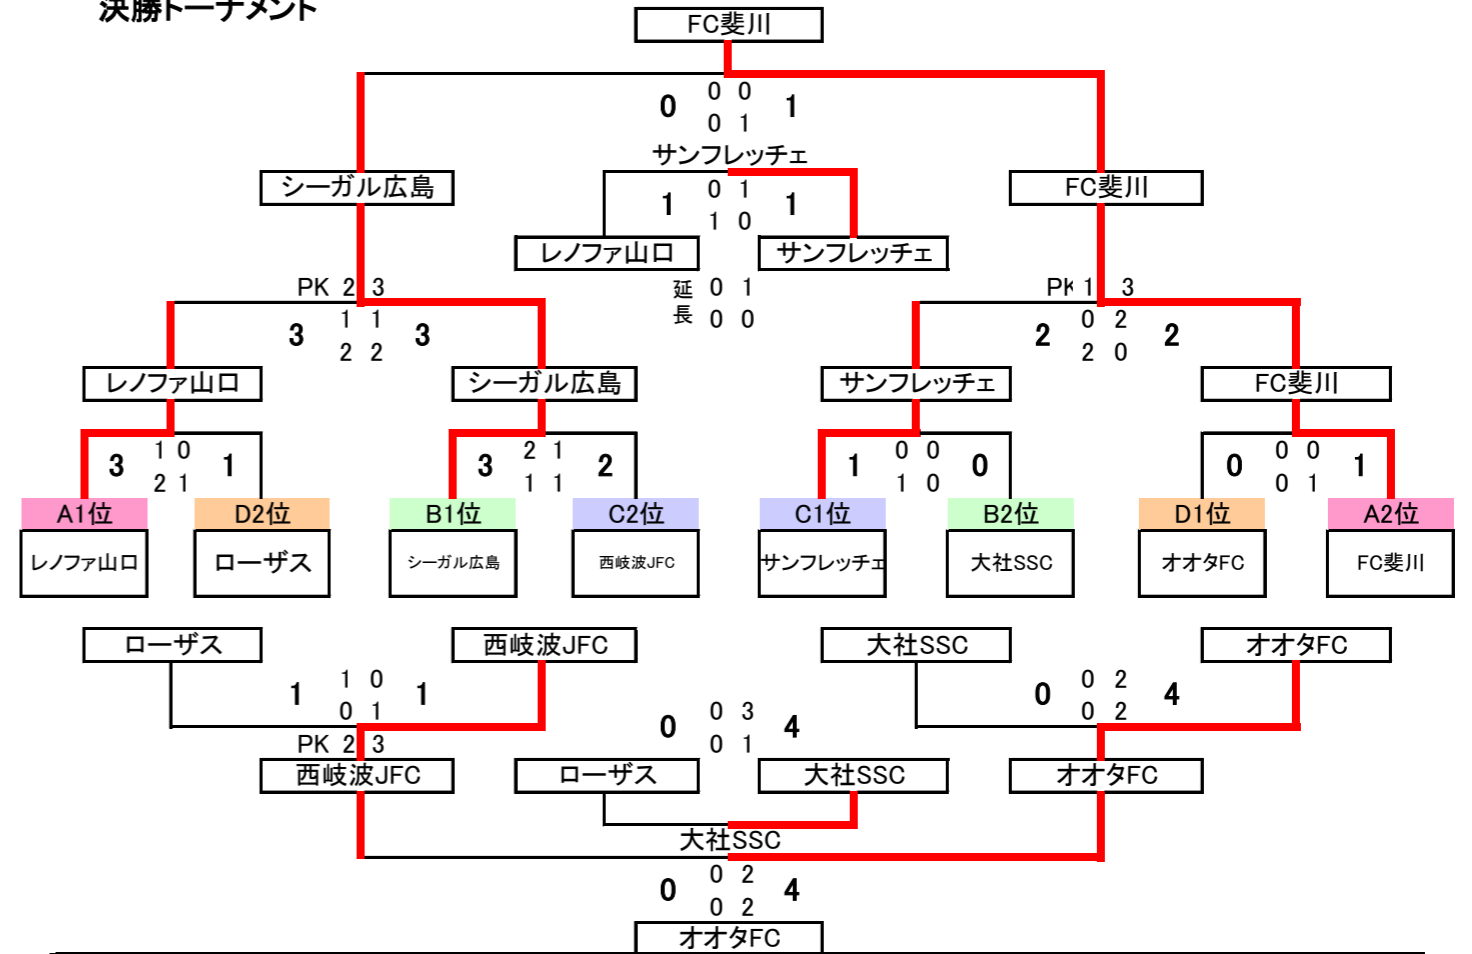 決勝トーナメント
FC斐川
0 0 0 1
0 1
サンフレッチェ
シーガル広島 FC斐川
1 0 1 1
1 0
レノファ山口 サンフレッチェ
PK 2 3 延長 0 1 PK 1 3
0 0
3 1 1 3 2 0 2 2
2 2 2 0
レノファ山口 シーガル広島 サンフレッチェ FC斐川
3 1 0 1 3 2 1 2 1 0 0 0 0 0 0 1
2 1 1 1 1 0 0 1
A1位 D2位 B1位 C2位 C1位 B2位 D1位 A2位
レノファ山口 ローザス シーガル広島 西岐波JFC サンフレッチェ 大社SSC オオタFC FC斐川
ローザス 西岐波JFC 大社SSC オオタFC
1 1 0 1 0 0 2 4
0 1 0 2
0 0 3 4
0 1
PK 2 3
西岐波JFC ローザス 大社SSC オオタFC
大社SSC
0 0 2 4
0 2
オオタFC